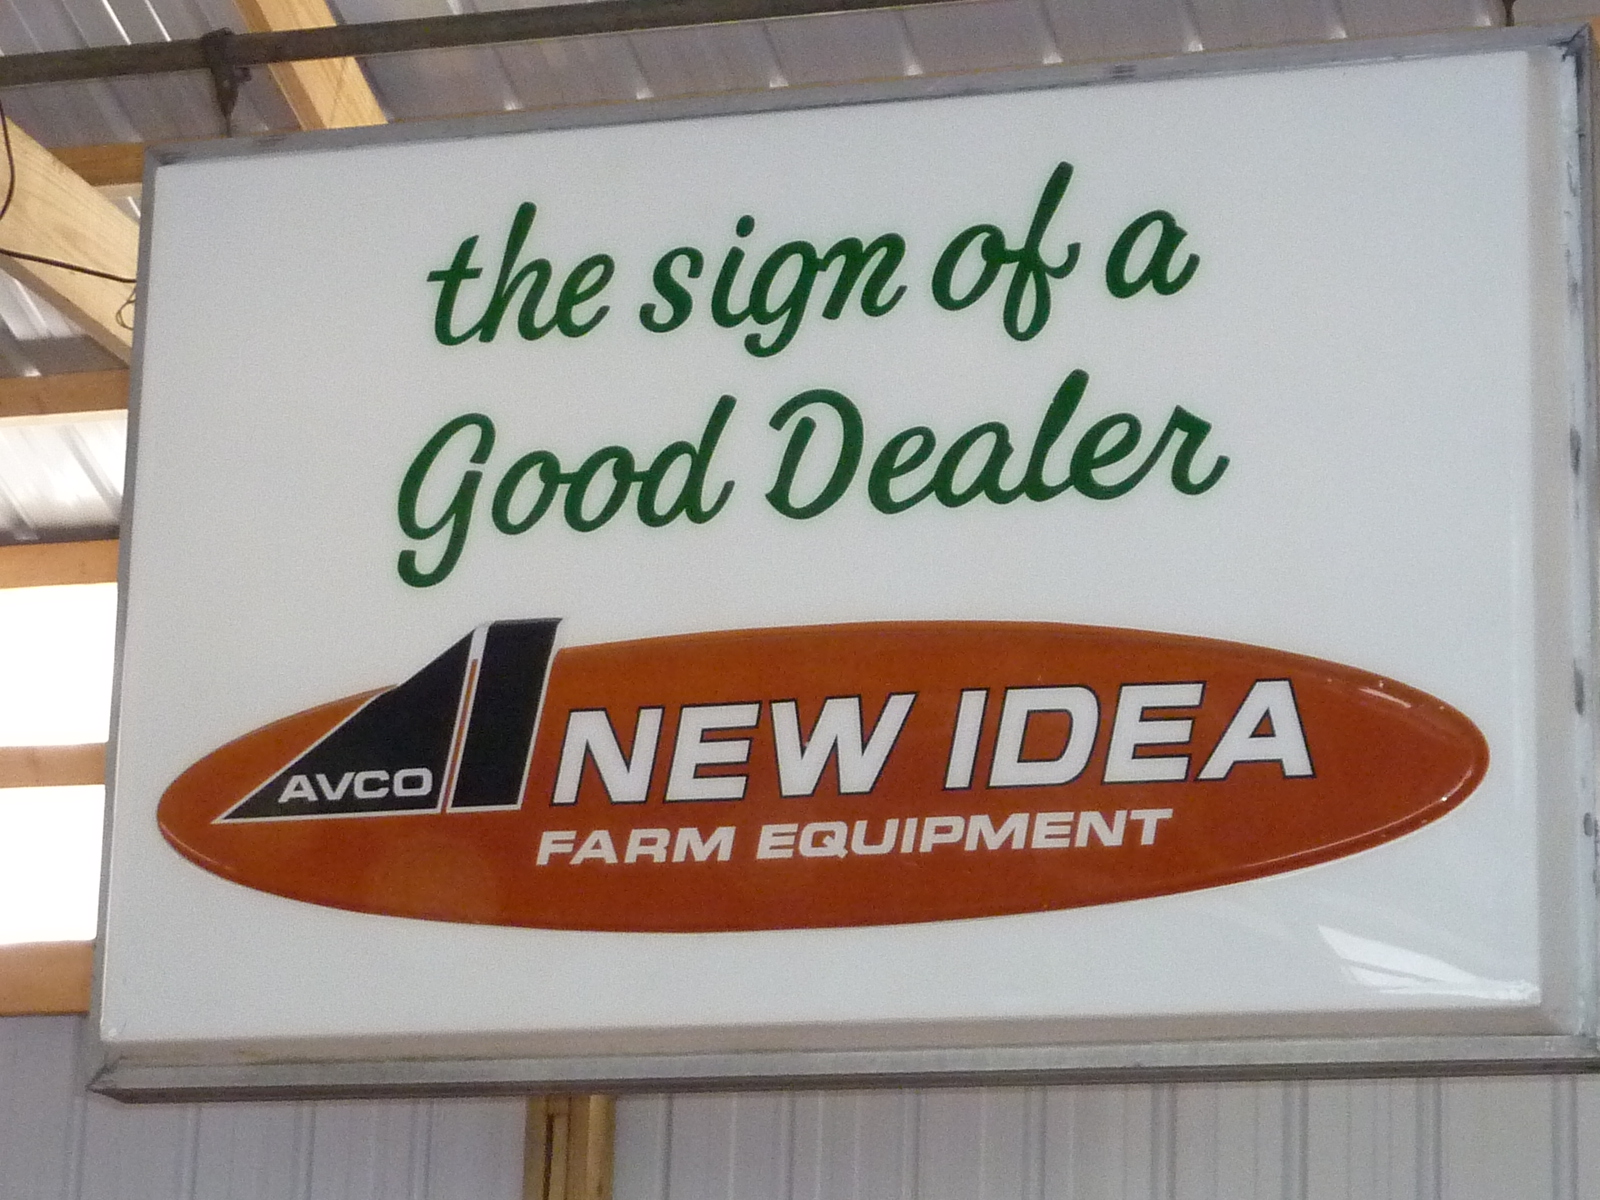 the sign of a
Good Dealer
AVCO NEW IDEA
FARM EQUIPMENT